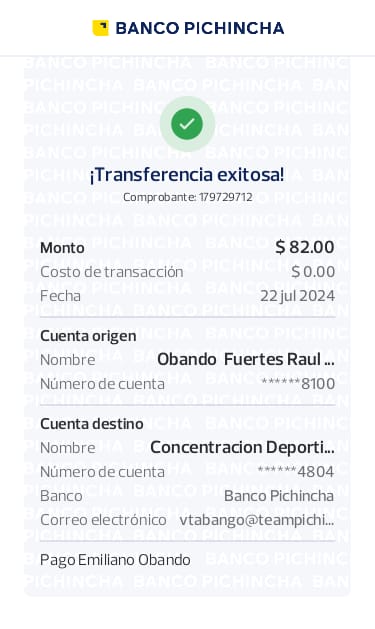 BANCO PICHINCHA
¡Transferencia exitosa!
Comprobante: 179729712
Monto $ 82.00
Costo de transacción $ 0.00
Fecha 22 jul 2024
Cuenta origen
Nombre Obando Fuertes Raul ...
Número de cuenta ******8100
Cuenta destino
Nombre Concentracion Deporti...
Número de cuenta ******4804
Banco Banco Pichincha
Correo electrónico vtabango@teampichi...
Pago Emiliano Obando